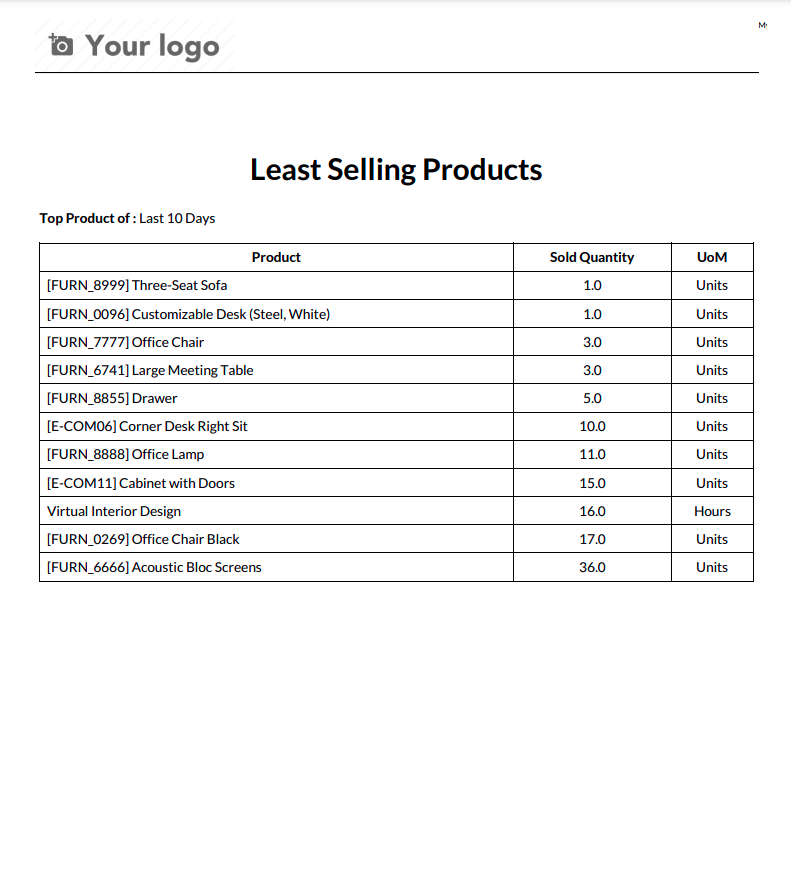 Your logo
Least Selling Products
Top Product of : Last 10 Days
Product Sold Quantity UoM
[FURN_8999] Three-Seat Sofa 1.0 Units
[FURN_0096] Customizable Desk (Steel, White) 1.0 Units
[FURN_7777] Office Chair 3.0 Units
[FURN_6741] Large Meeting Table 3.0 Units
[FURN_8855] Drawer 5.0 Units
[E-COM06] Corner Desk Right Sit 10.0 Units
[FURN_8888] Office Lamp 11.0 Units
[E-COM11] Cabinet with Doors 15.0 Units
Virtual Interior Design 16.0 Hours
[FURN_0269] Office Chair Black 17.0 Units
[FURN_6666] Acoustic Bloc Screens 36.0 Units